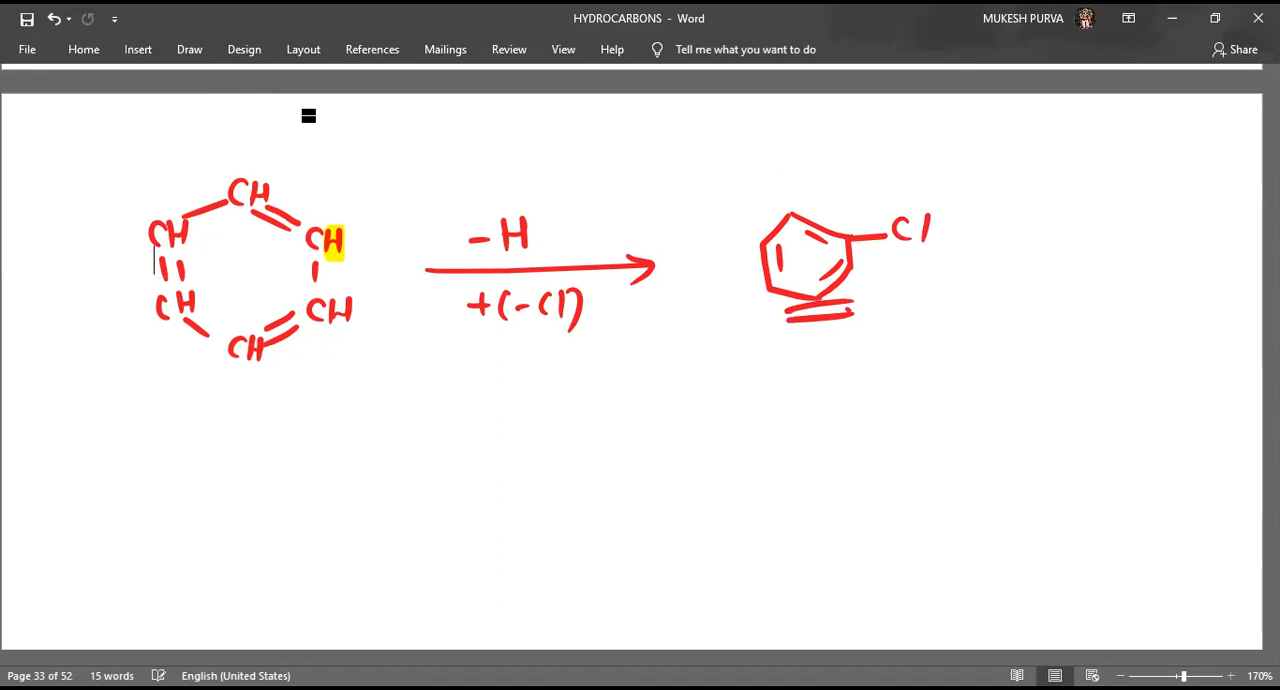 HYDROCARBONS - Word
MUKESH PURVA
File Home Insert Draw Design Layout References Mailings Review View Help Tell me what you want to do Share
CH
CH CH
CH CH
CH
-H
+(-Cl)
Cl
Page 33 of 52 15 words English (United States) 170%